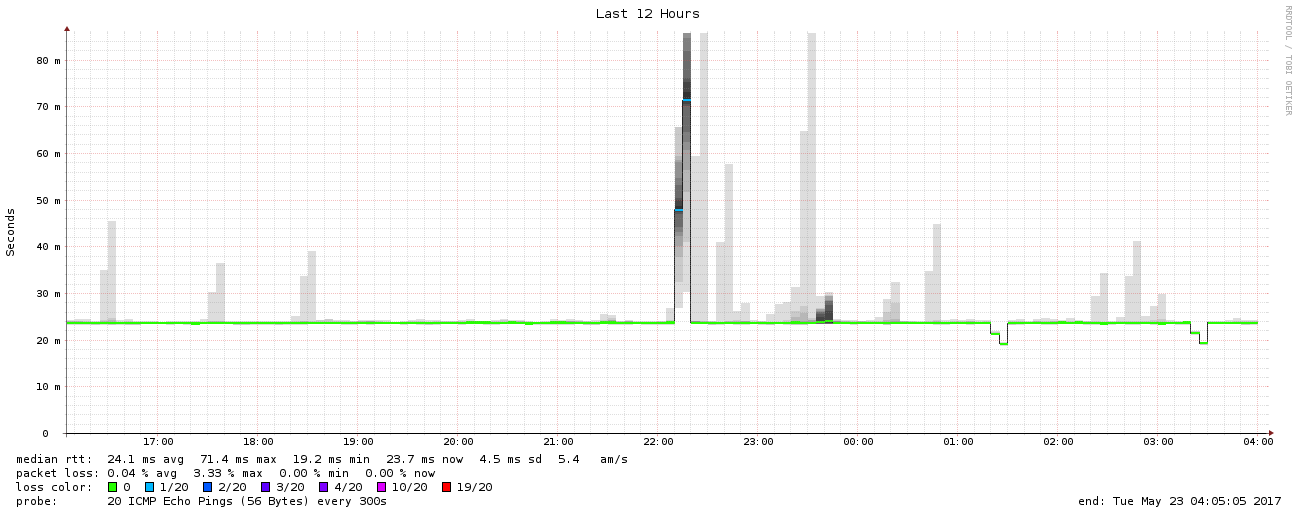 Last 12 Hours
RRDTOOL / TOBI OETIKER
Seconds
80 m
70 m
60 m
50 m
40 m
30 m
20 m
10 m
0
17:00 18:00 19:00 20:00 21:00 22:00 23:00 00:00 01:00 02:00 03:00 04:00
median rtt: 24.1 ms avg 71.4 ms max 19.2 ms min 23.7 ms now 4.5 ms sd 5.4 am/s
packet loss: 0.04 % avg 3.33 % max 0.00 % min 0.00 % now
loss color: 0 1/20 2/20 3/20 4/20 10/20 19/20
probe: 20 ICMP Echo Pings (56 Bytes) every 300s end: Tue May 23 04:05:05 2017